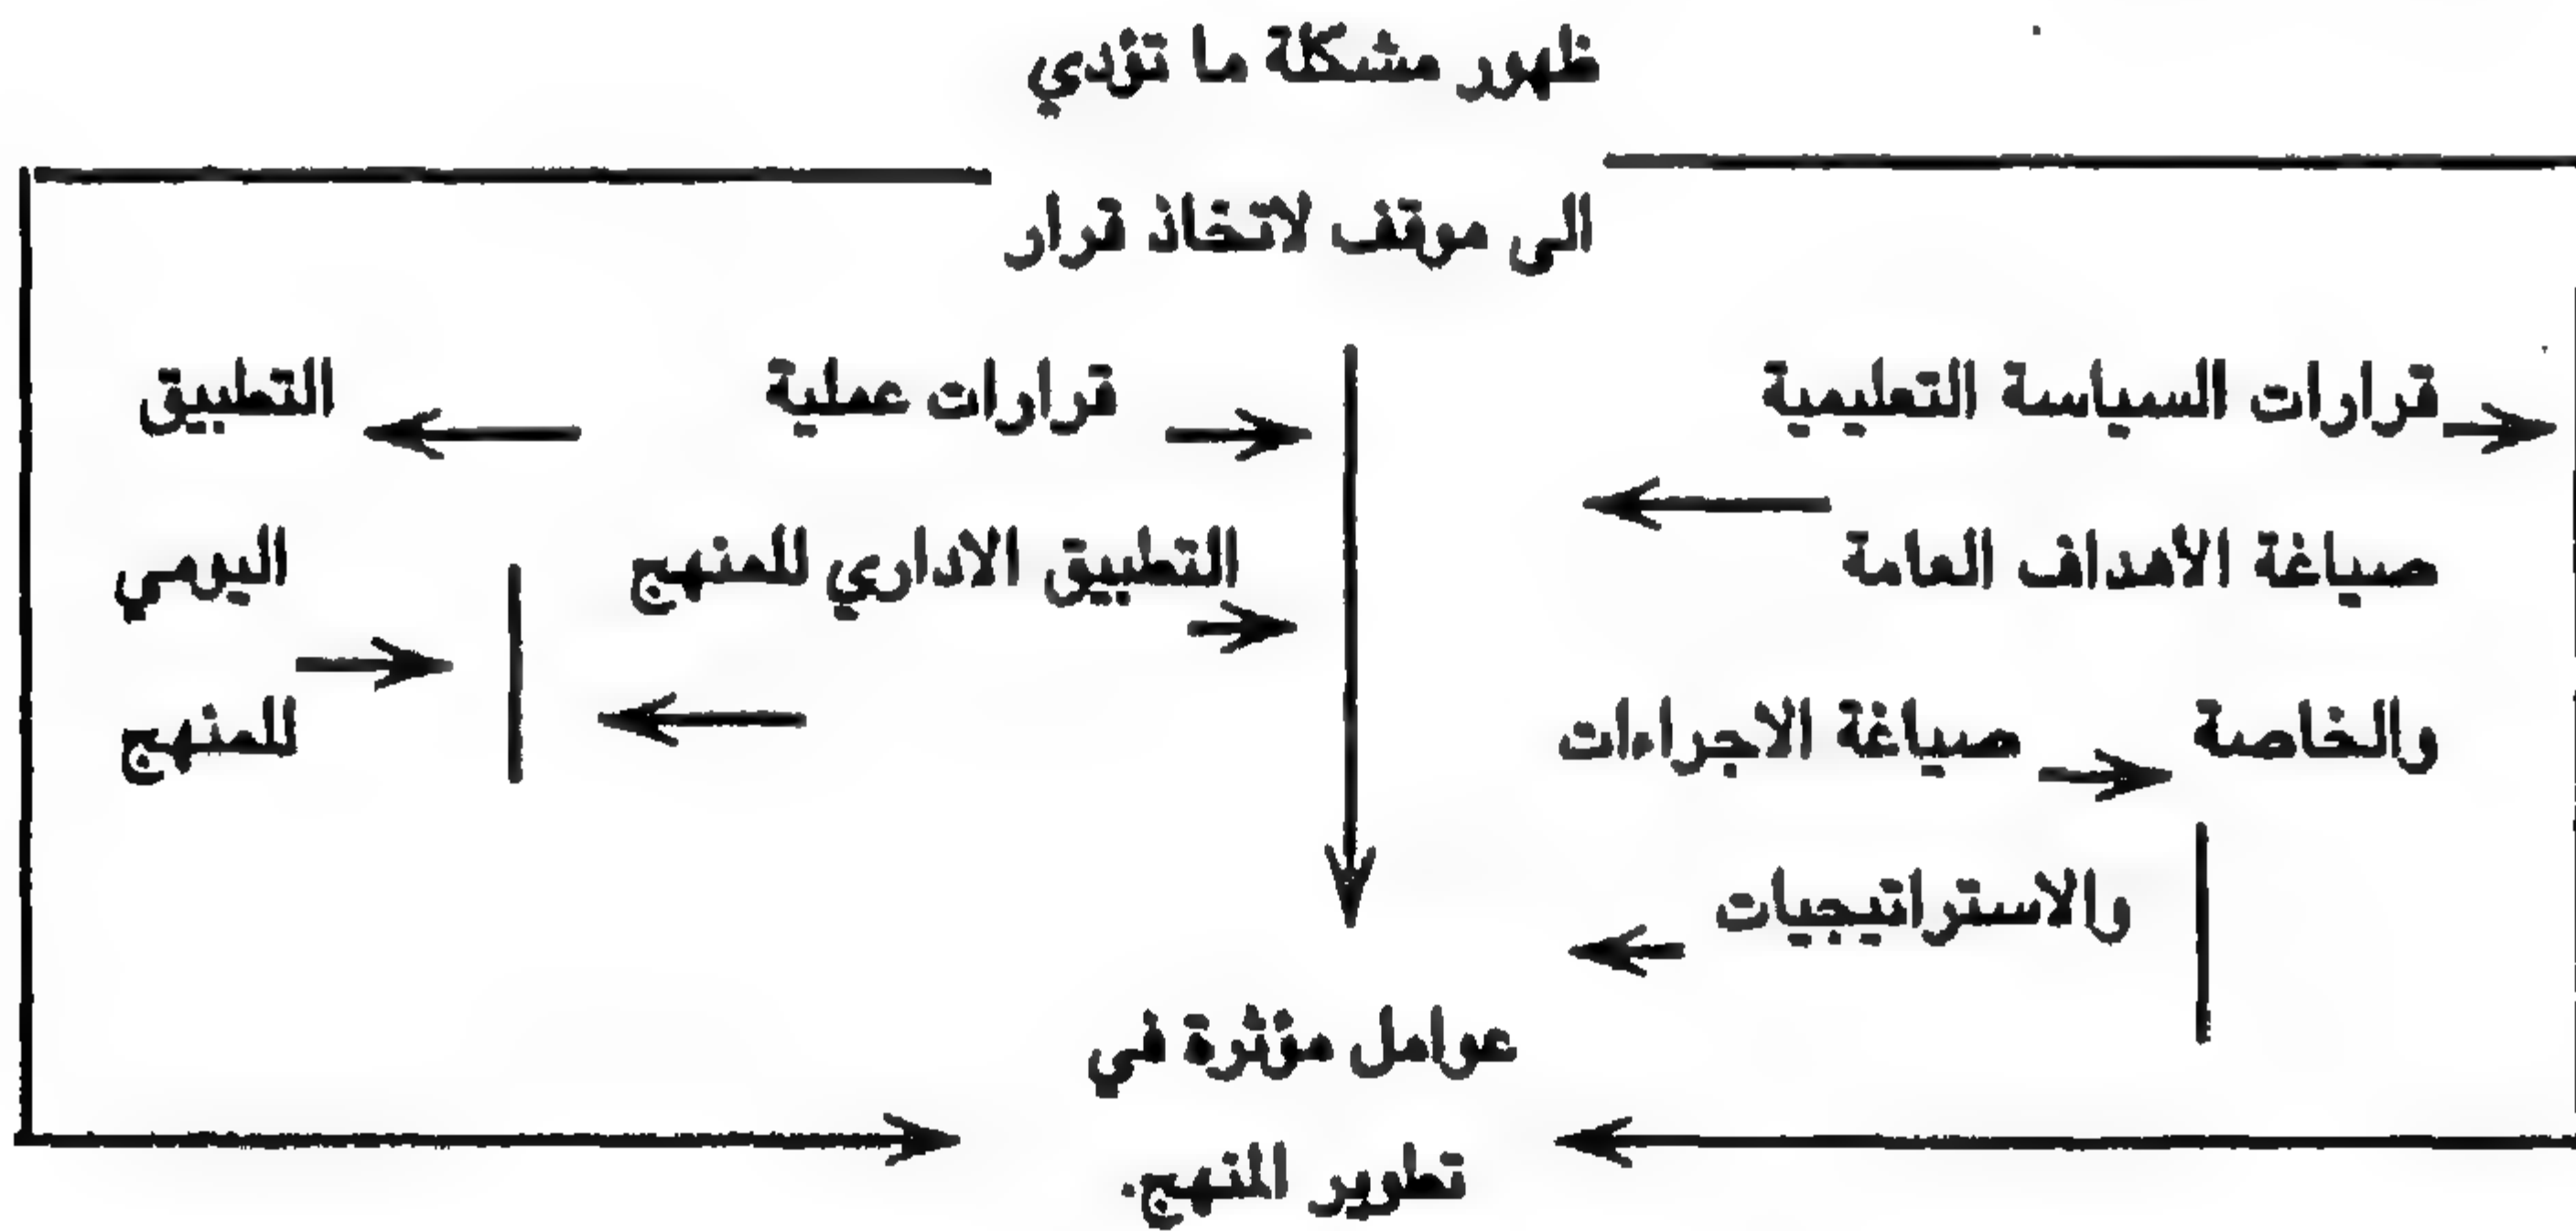 ظهور مشكلة ما تؤدي
الى موقف لاتخاذ قرار
قرارات السياسة التعليمية
صياغة الأهداف العامة
والخاصة
صياغة الاجراءات
والاستراتيجيات
قرارات عملية
التطبيق الاداري للمنهج
التطبيق
اليومي
للمنهج
عوامل مؤثرة في
تطوير المنهج.